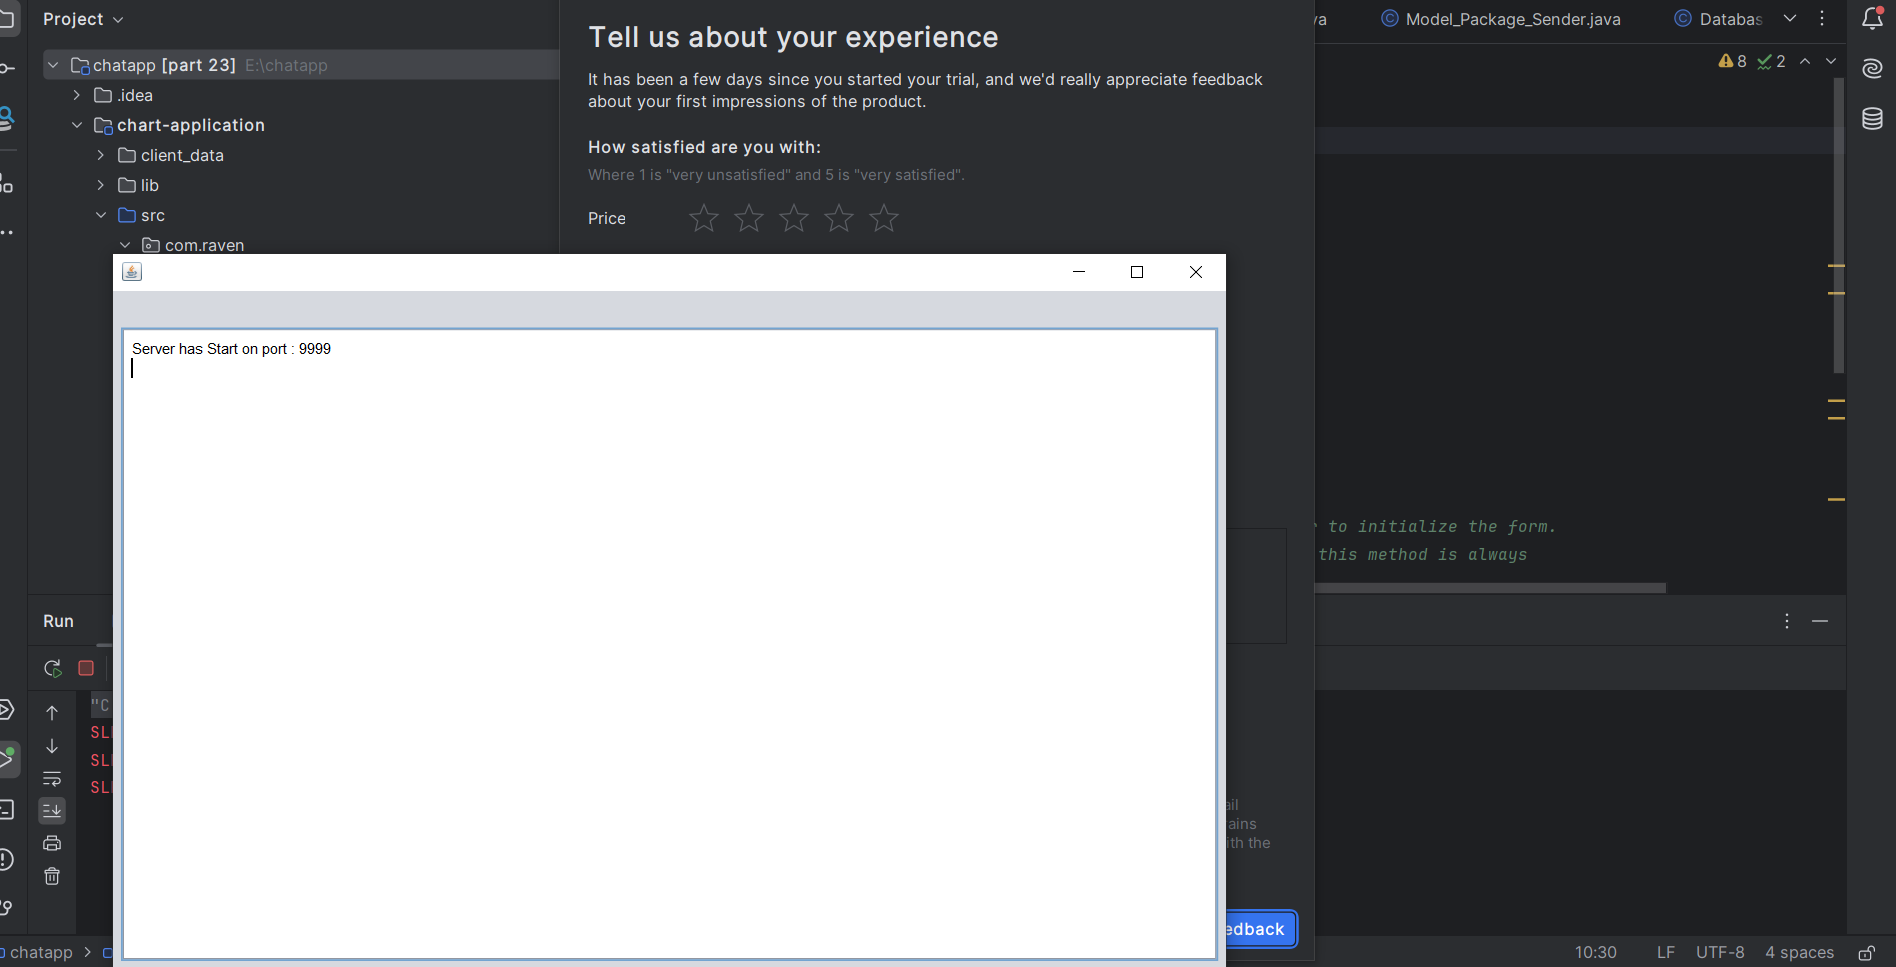 Project
chatapp [part 23] E:\chatapp
.idea
chart-application
client_data
lib
src
com.raven
Tell us about your experience
It has been a few days since you started your trial, and we'd really appreciate feedback
about your first impressions of the product.
How satisfied are you with:
Where 1 is "very unsatisfied" and 5 is "very satisfied".
Price
va
Model_Package_Sender.java
Databas
8 2
Server has Start on port : 9999
to initialize the form.
this method is always
Run
"C
SL
SL
SL
ail
ains
ith the
edback
chatapp
10:30 LF UTF-8 4 spaces